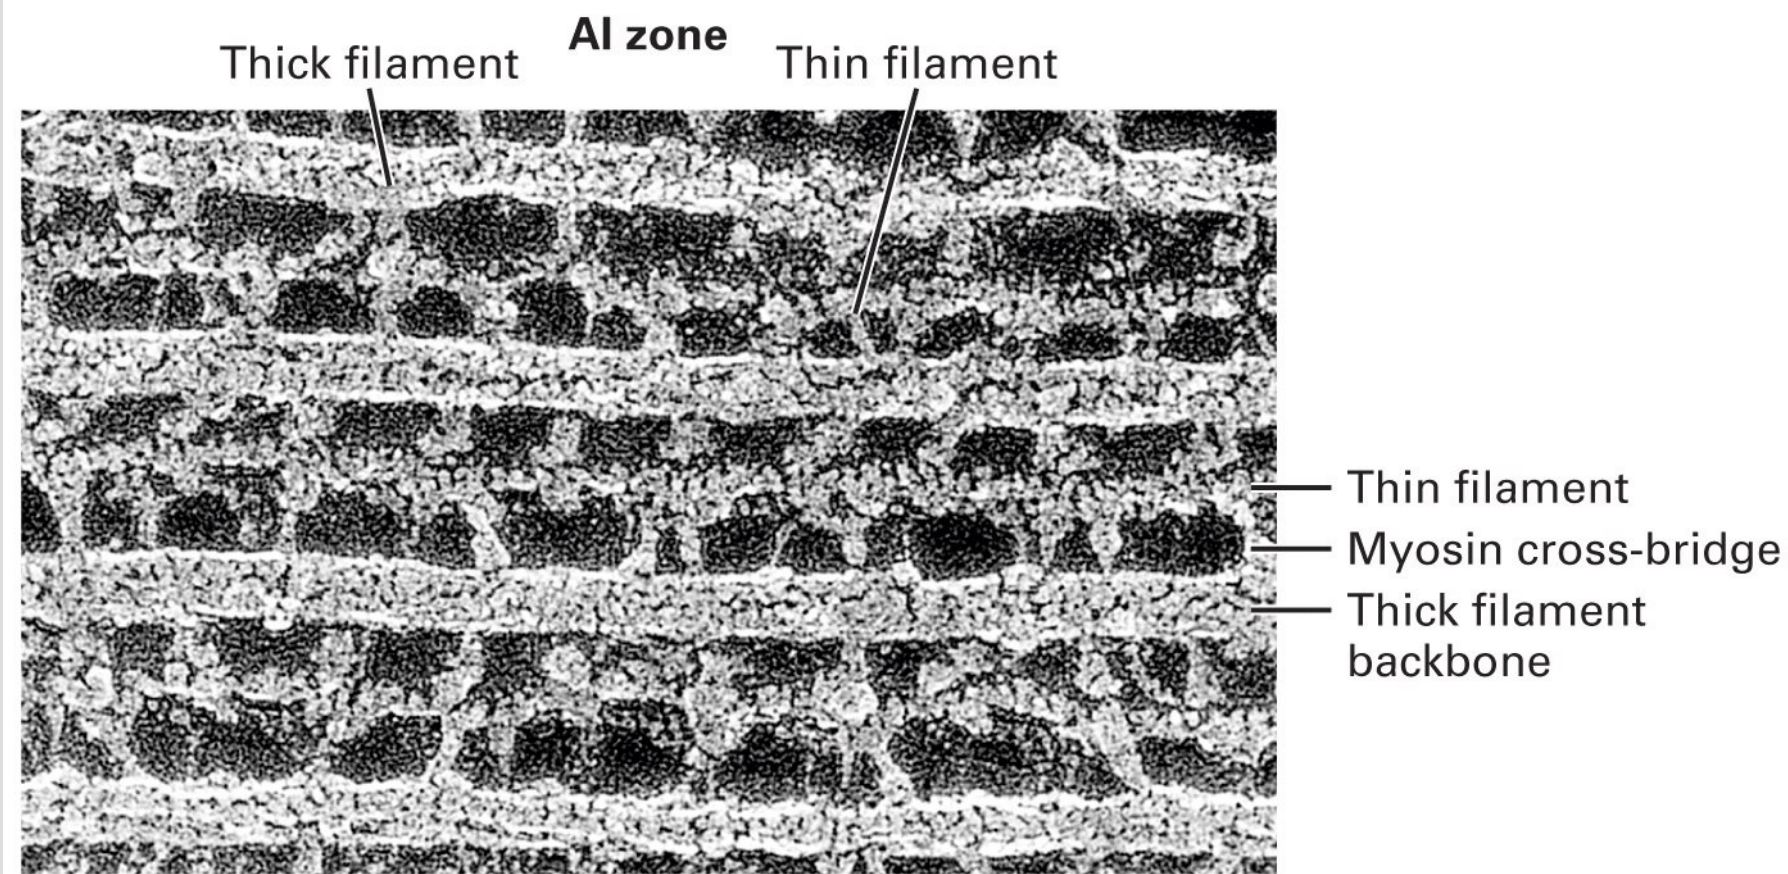 AI zone
Thick filament
Thin filament
Thin filament
Myosin cross-bridge
Thick filament
backbone